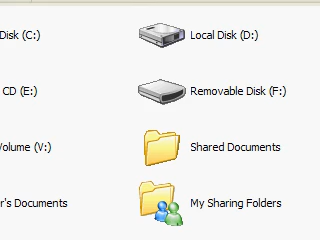 Disk (C:)
Local Disk (D:)
CD (E:)
Removable Disk (F:)
Volume (V:)
Shared Documents
r's Documents
My Sharing Folders